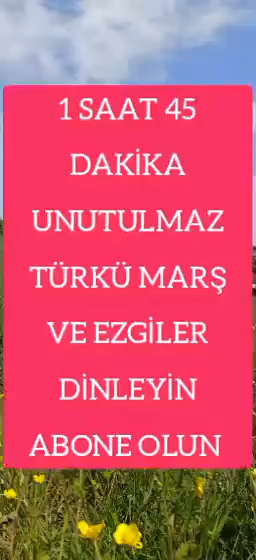 1 SAAT 45
DAKİKA
UNUTULMAZ
TÜRKÜ MARŞ
VE EZGİLER
DİNLEYİN
ABONE OLUN